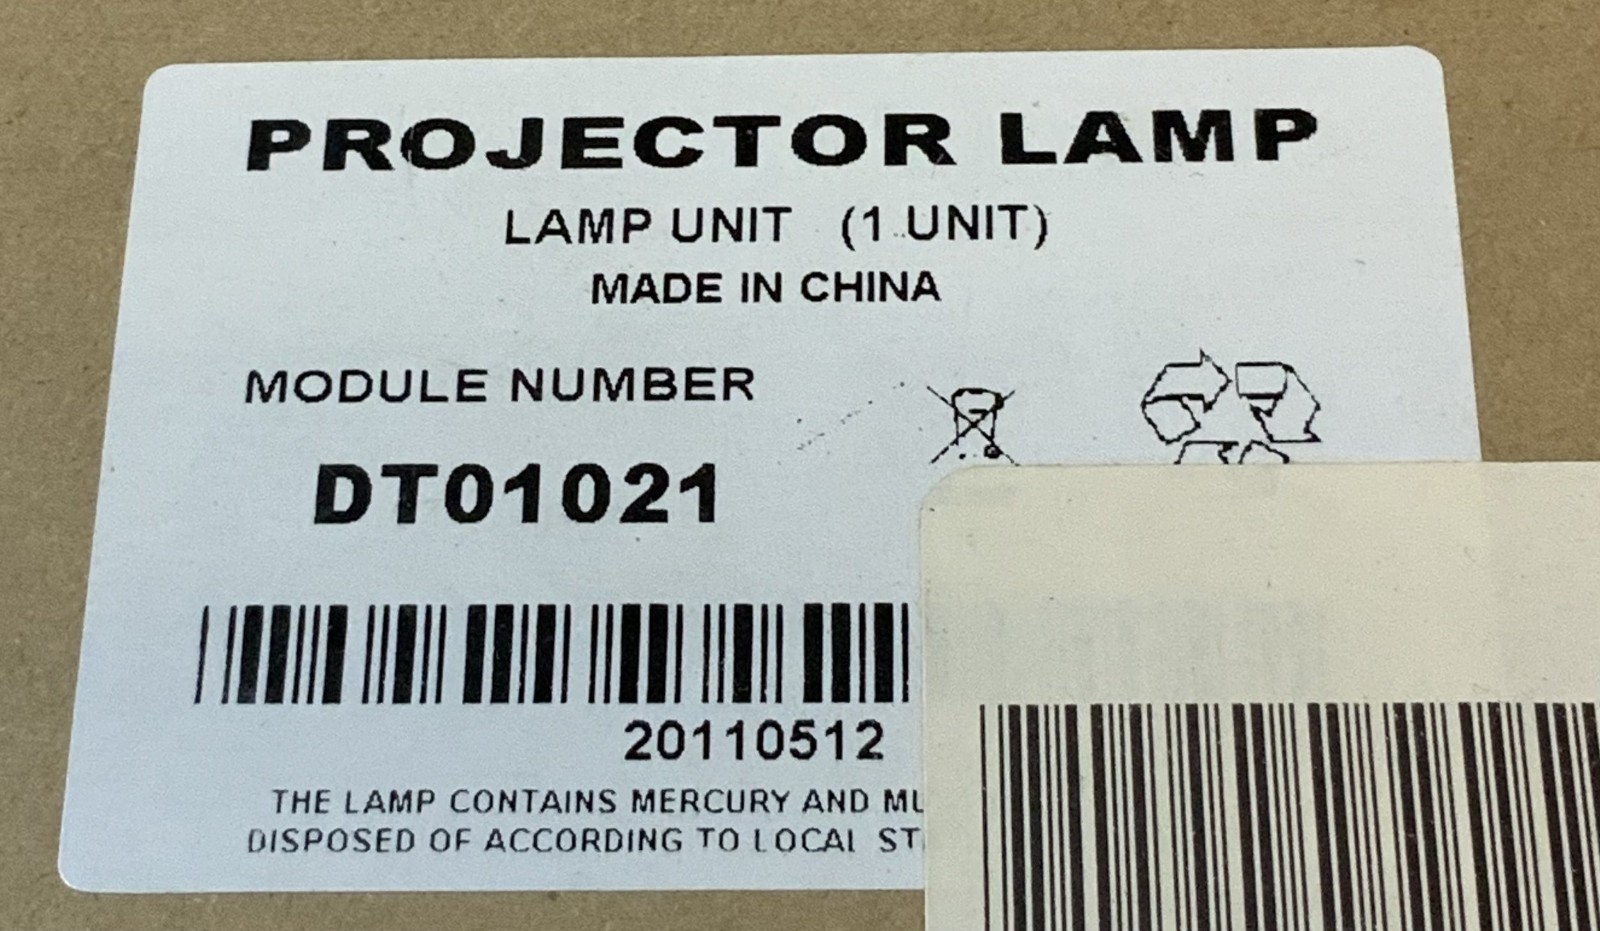 PROJECTOR LAMP
LAMP UNIT (1 UNIT)
MADE IN CHINA
MODULE NUMBER
DT01021
20110512
THE LAMP CONTAINS MERCURY AND
DISPOSED OF ACCORDING TO LOCAL